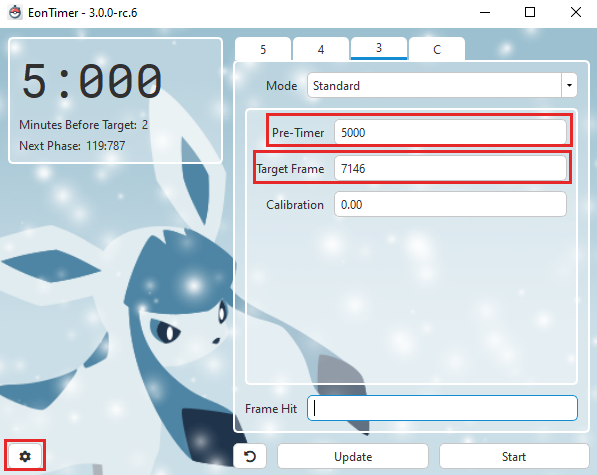 EonTimer - 3.0.0-rc.6
5:000
Minutes Before Target: 2
Next Phase: 119:787
5 4 3 C
Mode Standard
Pre-Timer 5000
Target Frame 7146
Calibration 0.00
Frame Hit
Update Start